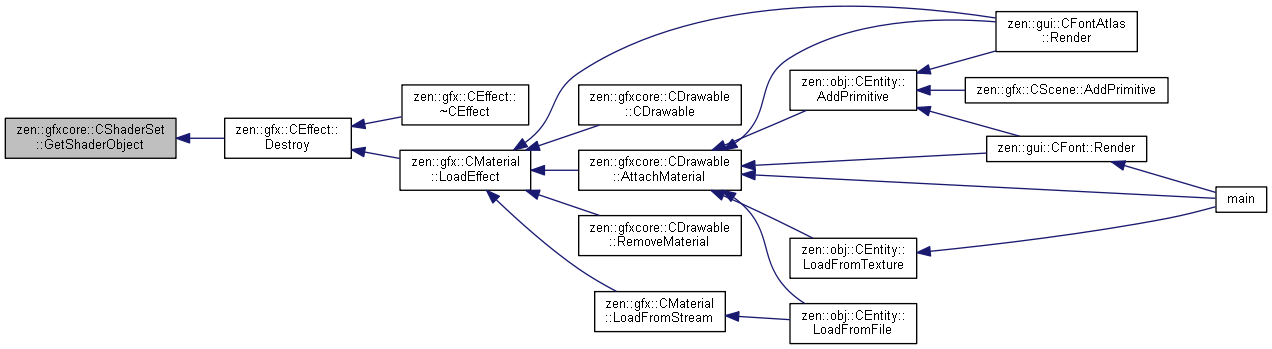 zen::gfxcore::CShaderSet
::GetShaderObject
zen::gfx::CEffect::
Destroy
zen::gfx::CEffect::
~CEffect
zen::gfx::CMaterial
::LoadEffect
zen::gfxcore::CDrawable
::CDrawable
zen::gfxcore::CDrawable
::AttachMaterial
zen::gfxcore::CDrawable
::RemoveMaterial
zen::gfx::CMaterial
::LoadFromStream
zen::gui::CFontAtlas
::Render
zen::obj::CEntity::
AddPrimitive
zen::gfx::CScene::AddPrimitive
zen::gui::CFont::Render
main
zen::obj::CEntity::
LoadFromTexture
zen::obj::CEntity::
LoadFromFile